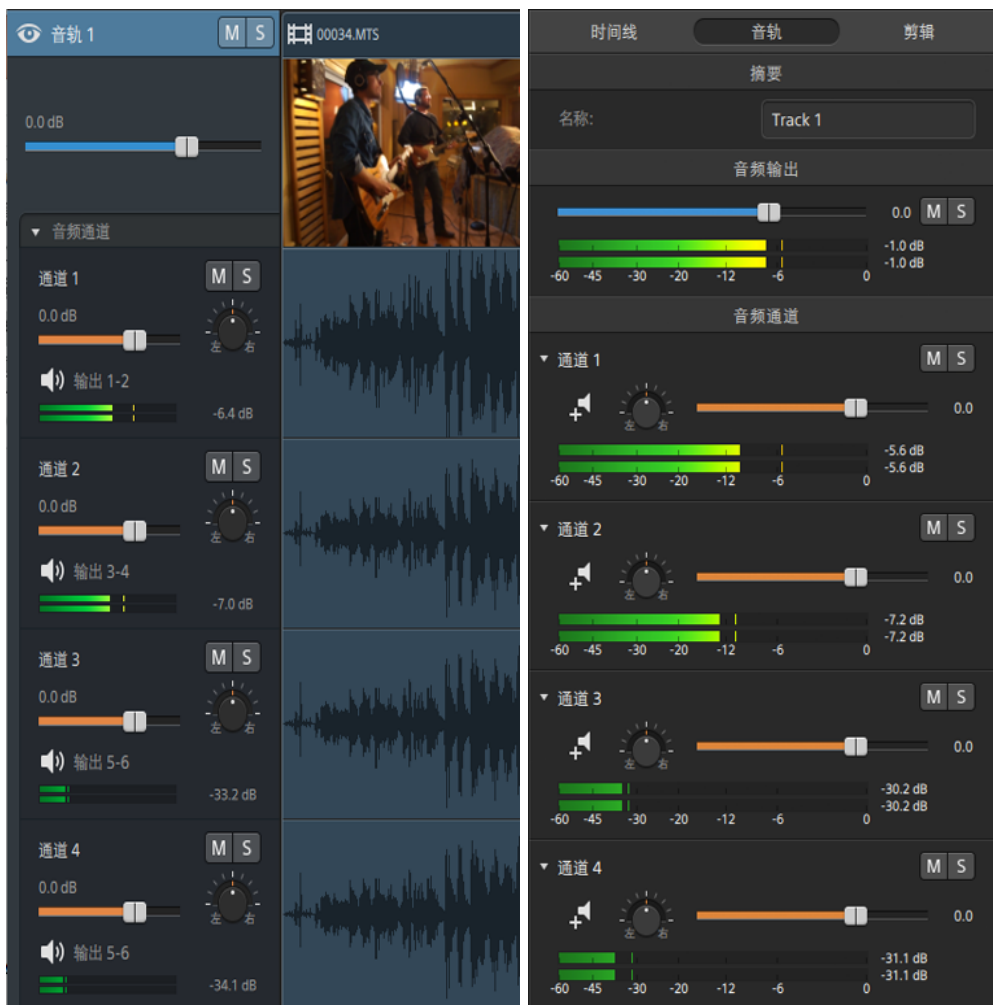 音轨 1
M S
00034.MTS
0.0 dB
音频通道
通道 1
M S
0.0 dB
左 右
输出 1-2
-6.4 dB
通道 2
M S
0.0 dB
左 右
输出 3-4
-7.0 dB
通道 3
M S
0.0 dB
左 右
输出 5-6
-33.2 dB
通道 4
M S
0.0 dB
左 右
输出 5-6
-34.1 dB
时间线 音轨 剪辑
摘要
名称: Track 1
音频输出
0.0 M S
-1.0 dB
-1.0 dB
-60 -45 -30 -20 -12 -6 0
音频通道
通道 1 M S
左 右 0.0
-5.6 dB
-5.6 dB
-60 -45 -30 -20 -12 -6 0
通道 2 M S
左 右 0.0
-7.2 dB
-7.2 dB
-60 -45 -30 -20 -12 -6 0
通道 3 M S
左 右 0.0
-30.2 dB
-30.2 dB
-60 -45 -30 -20 -12 -6 0
通道 4 M S
左 右 0.0
-31.1 dB
-31.1 dB
-60 -45 -30 -20 -12 -6 0